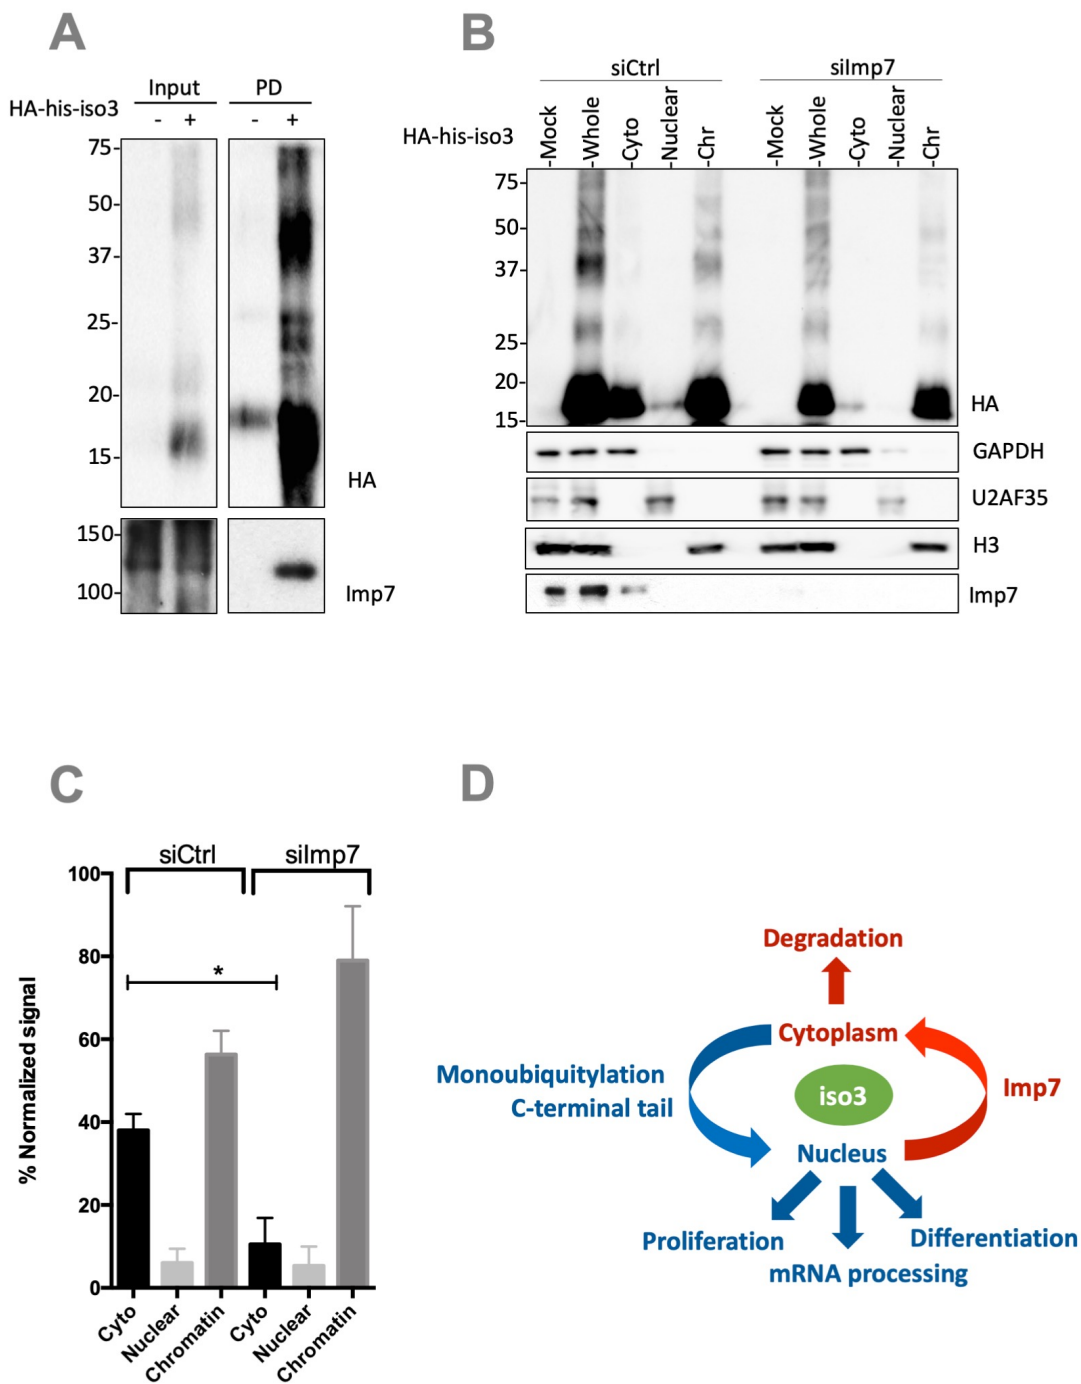 A
Input PD
HA-his-iso3 - + - +
75-
50-
37-
25-
20-
15-
HA
150-
100-
Imp7
B
siCtrl siImp7
HA-his-iso3 -Mock -Whole -Cyto -Nuclear -Chr -Mock -Whole -Cyto -Nuclear -Chr
75-
50-
37-
25-
20-
15-
HA
GAPDH
U2AF35
H3
Imp7
C
siCtrl siImp7
% Normalized signal
100
80
60
40
20
0
*
Cyto Nuclear Chromatin Cyto Nuclear Chromatin
D
Degradation
Cytoplasm
Monoubiquitylation
C-terminal tail
iso3
Imp7
Nucleus
Proliferation
Differentiation
mRNA processing